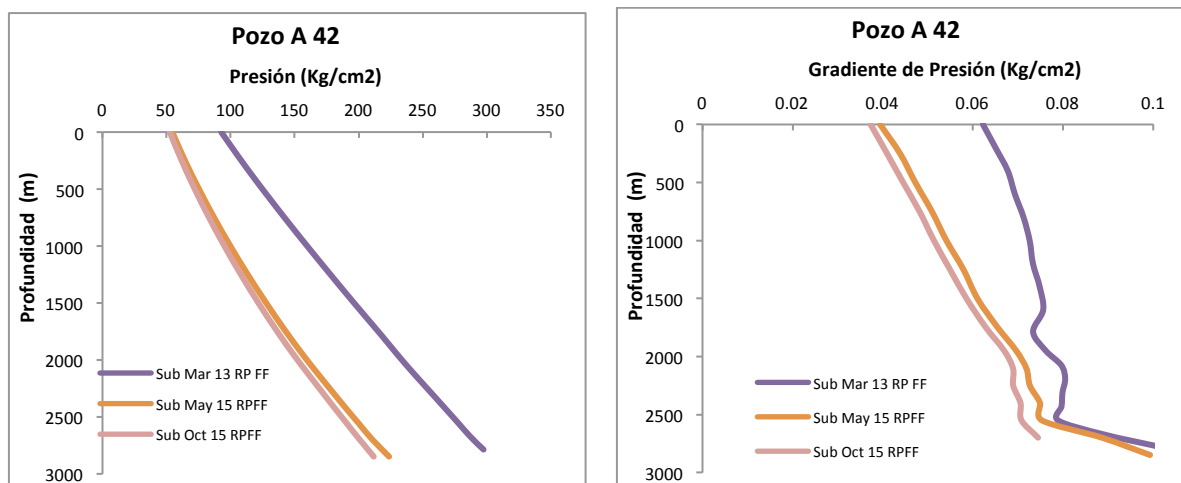 Pozo A 42
Presión (Kg/cm2)
0 50 100 150 200 250 300 350
Profundidad (m)
0
500
1000
1500
2000
2500
3000
Sub Mar 13 RP FF
Sub May 15 RPFF
Sub Oct 15 RPFF
Pozo A 42
Gradiente de Presión (Kg/cm2)
0 0.02 0.04 0.06 0.08 0.1
Profundidad (m)
0
500
1000
1500
2000
2500
3000
Sub Mar 13 RP FF
Sub May 15 RPFF
Sub Oct 15 RPFF